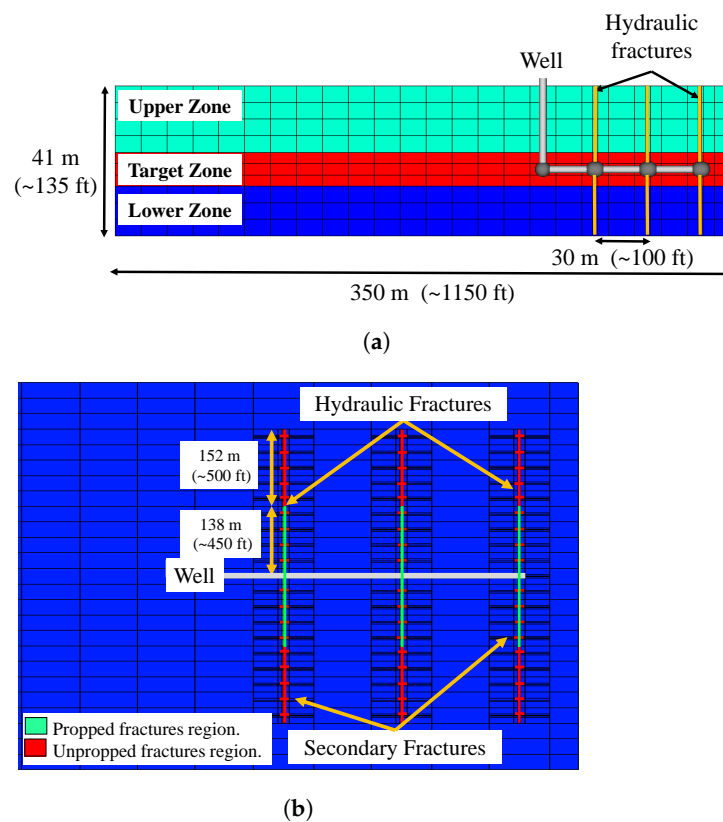 Hydraulic
fractures
Well
Upper Zone
Target Zone
Lower Zone
41 m
(~135 ft)
30 m (~100 ft)
350 m (~1150 ft)
(a)
Hydraulic Fractures
152 m
(~500 ft)
138 m
(~450 ft)
Well
Propped fractures region.
Unpropped fractures region.
Secondary Fractures
(b)